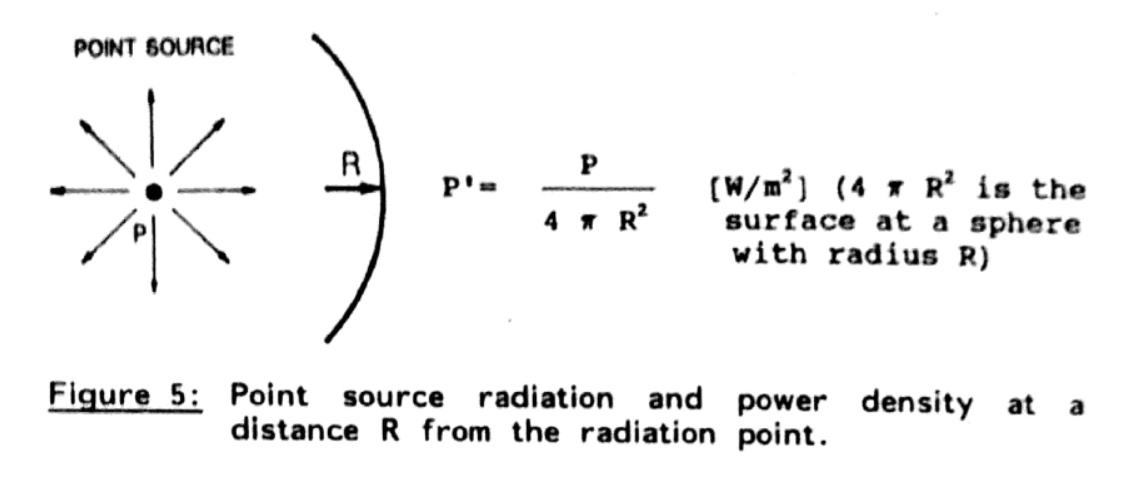 POINT SOURCE
P
R
P'= P / 4 π R² [W/m²] (4 π R² is the
surface at a sphere
with radius R)
Figure 5: Point source radiation and power density at a
distance R from the radiation point.